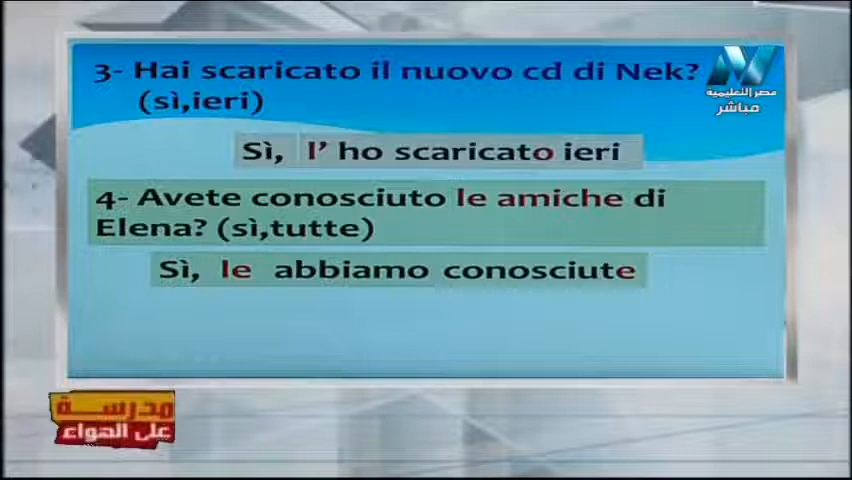 3- Hai scaricato il nuovo cd di Nek?
(sì,ieri)
Sì, l' ho scaricato ieri
4- Avete conosciuto le amiche di
Elena? (sì,tutte)
Sì, le abbiamo conosciute
مصر التعليمية
مباشر
مدرسة
على الهواء